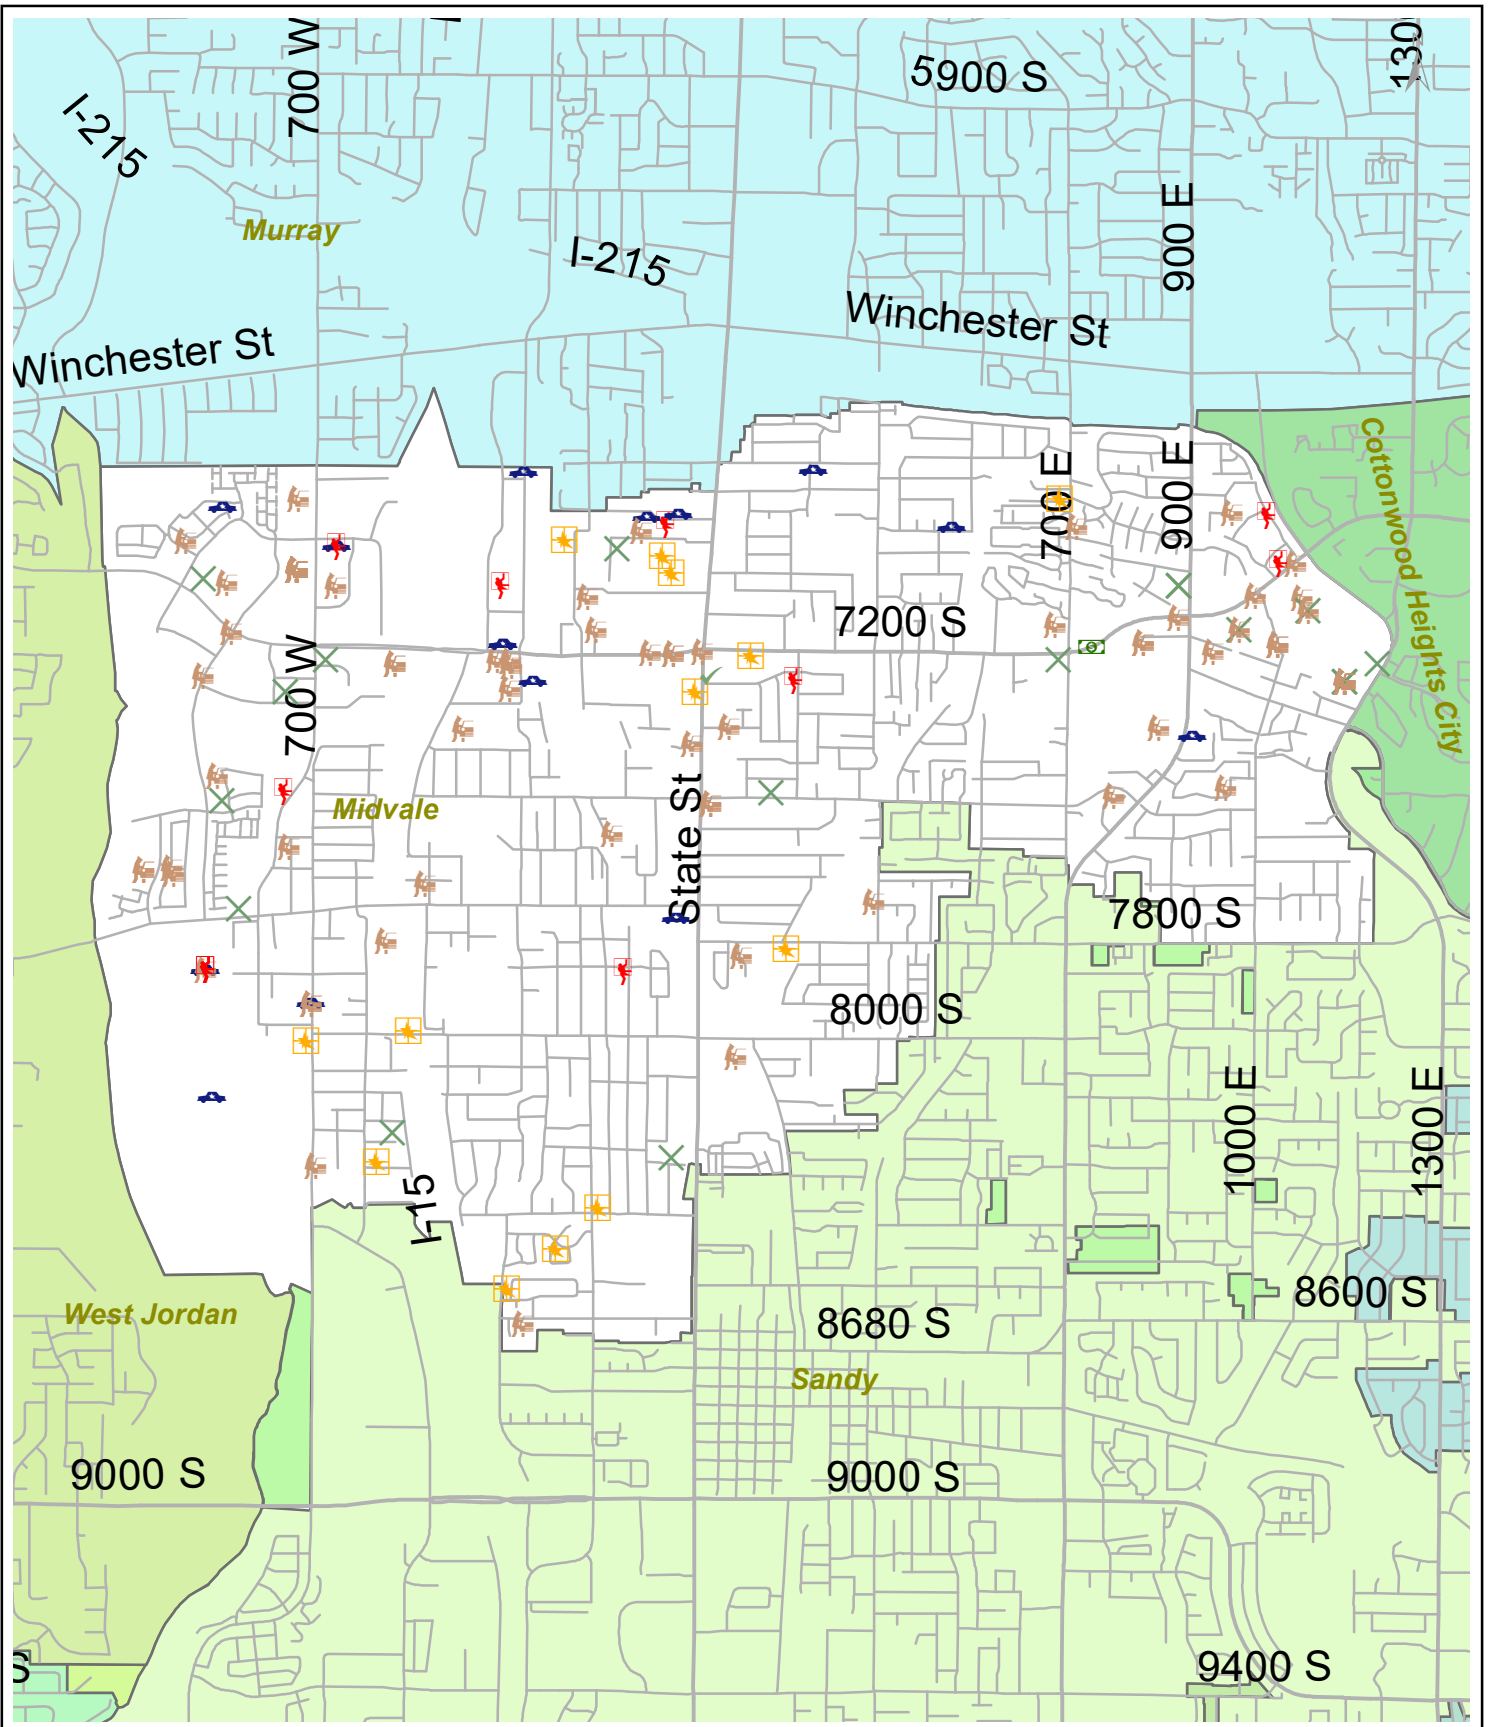 700 W
130
5900 S
I-215
900 E
Murray
I-215
Winchester St
Winchester St
Cottonwood Heights City
700 E
900 E
7200 S
700 W
Midvale
State St
7800 S
8000 S
1000 E
1300 E
I-15
8600 S
West Jordan
8680 S
Sandy
9000 S
9000 S
S
9400 S